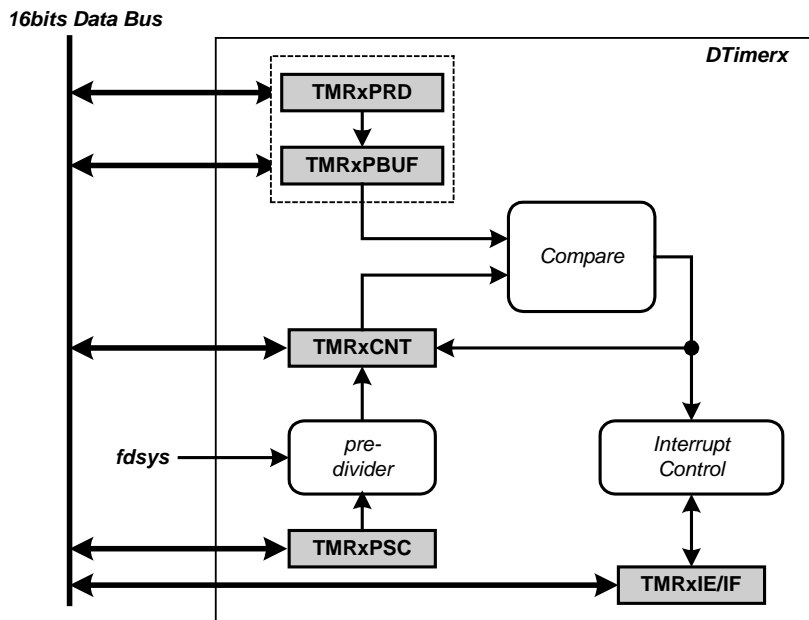 16bits Data Bus
DTimerx
TMRxPRD
TMRxPBUF
Compare
TMRxCNT
fdsys
pre-
divider
Interrupt
Control
TMRxPSC
TMRxIE/IF